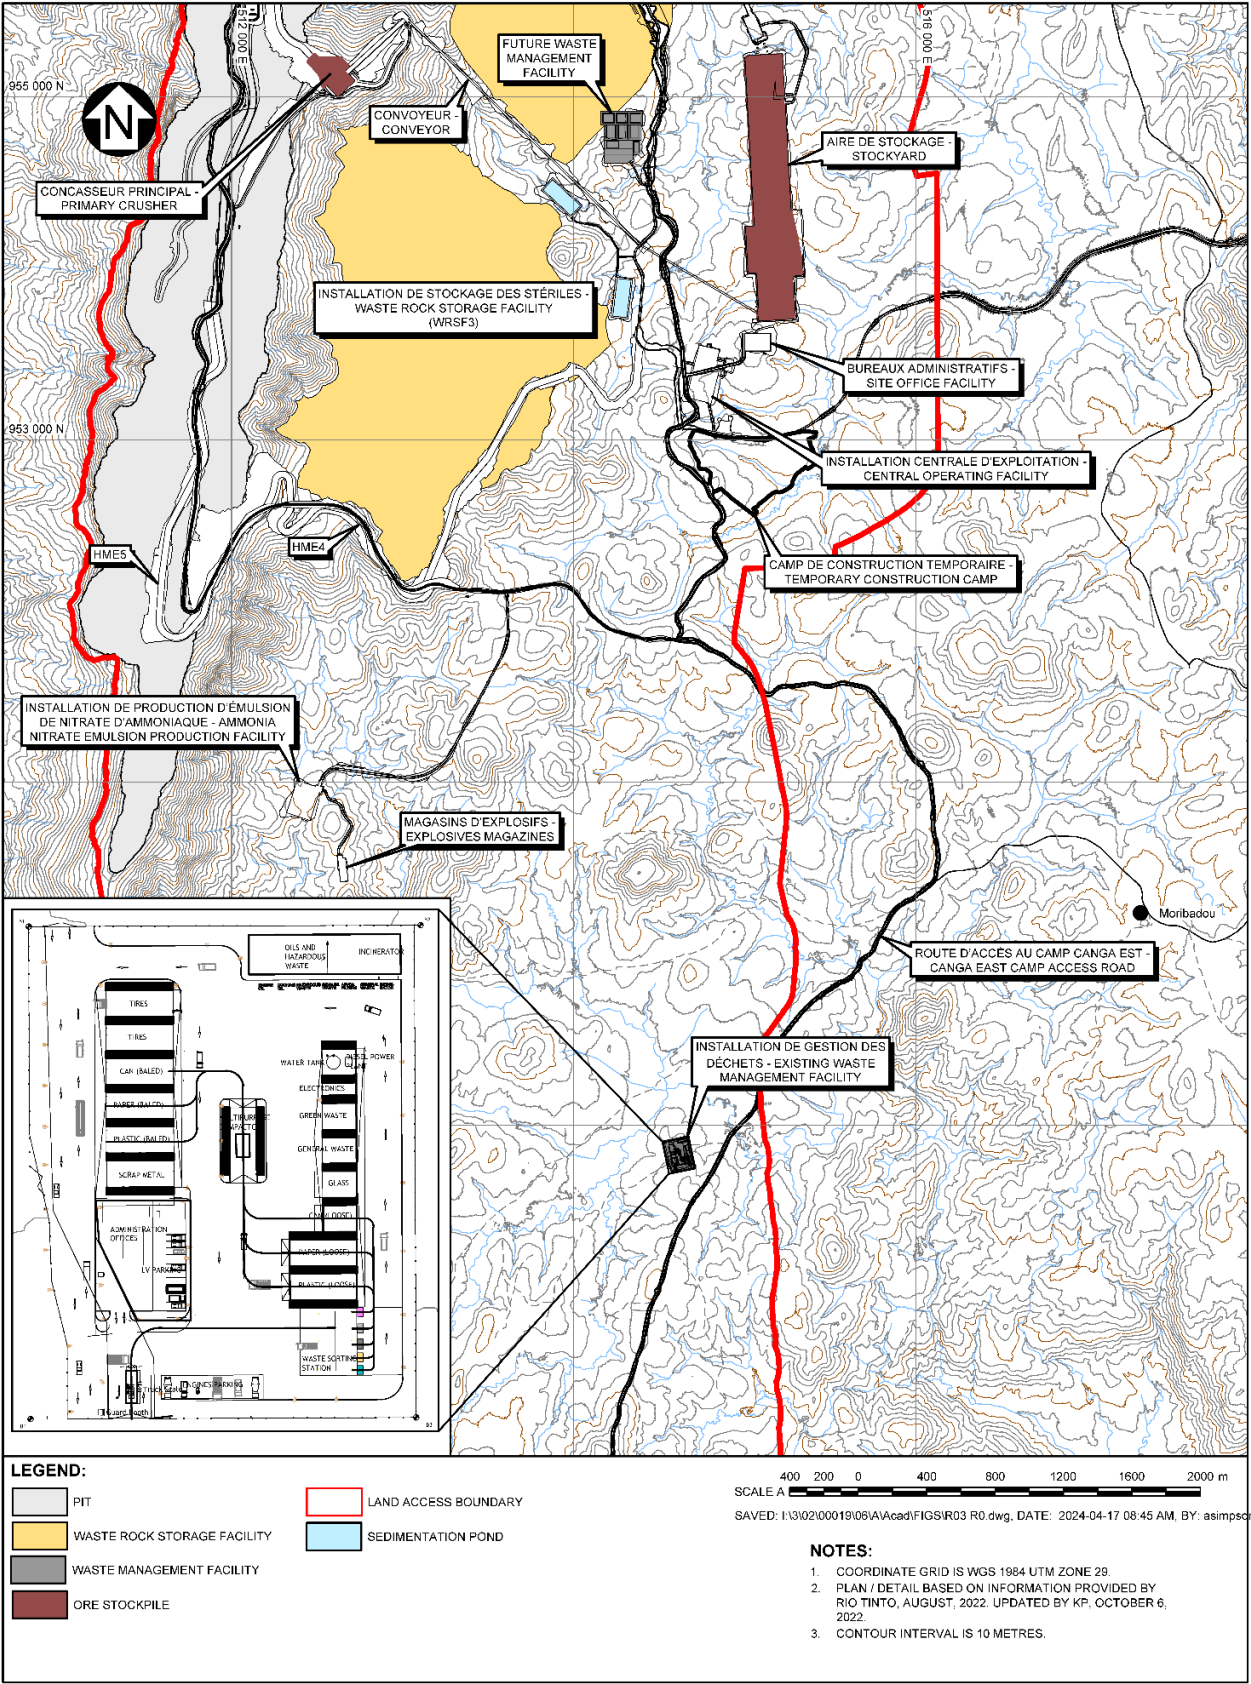 512 000 E
516 000 E
955 000 N
FUTURE WASTE
MANAGEMENT
FACILITY
CONVOYEUR -
CONVEYOR
N
AIRE DE STOCKAGE -
STOCKYARD
CONCASSEUR PRINCIPAL -
PRIMARY CRUSHER
INSTALLATION DE STOCKAGE DES STÉRILES -
WASTE ROCK STORAGE FACILITY
(WRSF3)
BUREAUX ADMINISTRATIFS -
SITE OFFICE FACILITY
953 000 N
INSTALLATION CENTRALE D'EXPLOITATION -
CENTRAL OPERATING FACILITY
HME5
HME4
CAMP DE CONSTRUCTION TEMPORAIRE -
TEMPORARY CONSTRUCTION CAMP
INSTALLATION DE PRODUCTION D'ÉMULSION
DE NITRATE D'AMMONIAQUE - AMMONIA
NITRATE EMULSION PRODUCTION FACILITY
MAGASINS D'EXPLOSIFS -
EXPLOSIVES MAGAZINES
Moribadou
ROUTE D'ACCÈS AU CAMP CANGA EST -
CANGA EAST CAMP ACCESS ROAD
INSTALLATION DE GESTION DES
DÉCHETS - EXISTING WASTE
MANAGEMENT FACILITY
OILS AND
HAZARDOUS
WASTE
INCINERATOR
TIRES
TIRES
CAN (BALED)
PAPER (BALED)
PLASTIC (BALED)
SCRAP METAL
WATER TANK
DIESEL POWER
ELECTRONICS
GREEN WASTE
GENERAL WASTE
GLASS
CAN (LOOSE)
PAPER (LOOSE)
PLASTIC (LOOSE)
ADMINISTRATION
OFFICES
LV PARKING
WASTE SORTING
STATION
ENGINES PARKING
Truck Scale
Guard Booth
LEGEND:
PIT
WASTE ROCK STORAGE FACILITY
WASTE MANAGEMENT FACILITY
ORE STOCKPILE
LAND ACCESS BOUNDARY
SEDIMENTATION POND
400 200 0 400 800 1200 1600 2000 m
SCALE A
SAVED: I:\3\02\00019\06\A\Acad\FIGS\R03 R0.dwg, DATE: 2024-04-17 08:45 AM, BY: asimpsor
NOTES:
1. COORDINATE GRID IS WGS 1984 UTM ZONE 29.
2. PLAN / DETAIL BASED ON INFORMATION PROVIDED BY
RIO TINTO, AUGUST, 2022. UPDATED BY KP, OCTOBER 6,
2022.
3. CONTOUR INTERVAL IS 10 METRES.